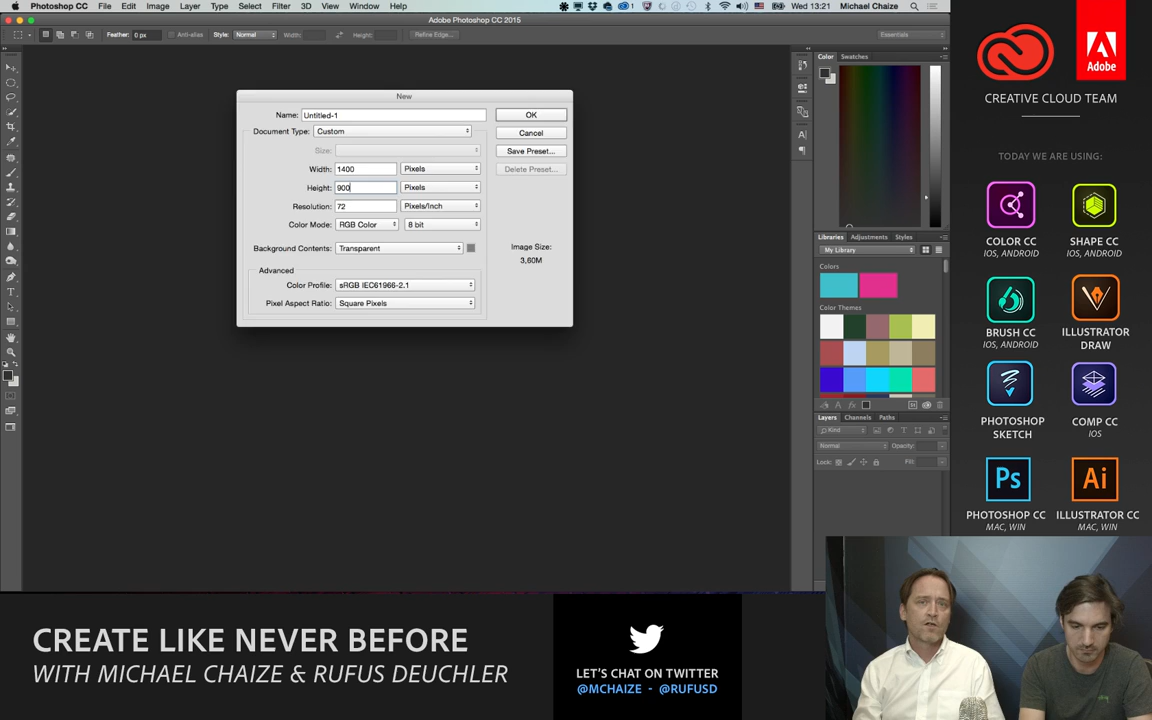 Photoshop CC File Edit Image Layer Type Select Filter 3D View Window Help
1 Wed 13:21 Michael Chaize
Adobe Photoshop CC 2015
Feather: 0 px Anti-alias Style: Normal Width: Height: Refine Edge... Essentials
New
Name: Untitled-1 OK
Document Type: Custom Cancel
Size: Save Preset...
Width: 1400 Pixels Delete Preset...
Height: 900 Pixels
Resolution: 72 Pixels/Inch
Color Mode: RGB Color 8 bit
Background Contents: Transparent
Image Size:
3,60M
Advanced
Color Profile: sRGB IEC61966-2.1
Pixel Aspect Ratio: Square Pixels
Color Swatches
Libraries Adjustments Styles
My Library
Colors
Color Themes
Layers Channels Paths
Kind
Normal Opacity:
Lock: Fill:
Adobe
CREATIVE CLOUD TEAM
TODAY WE ARE USING:
COLOR CC
IOS, ANDROID
SHAPE CC
IOS, ANDROID
BRUSH CC
IOS, ANDROID
ILLUSTRATOR
DRAW
PHOTOSHOP
SKETCH
COMP CC
IOS
Ps
PHOTOSHOP CC
MAC, WIN
Ai
ILLUSTRATOR CC
MAC, WIN
CREATE LIKE NEVER BEFORE
WITH MICHAEL CHAIZE & RUFUS DEUCHLER
LET'S CHAT ON TWITTER
@MCHAIZE - @RUFUSD